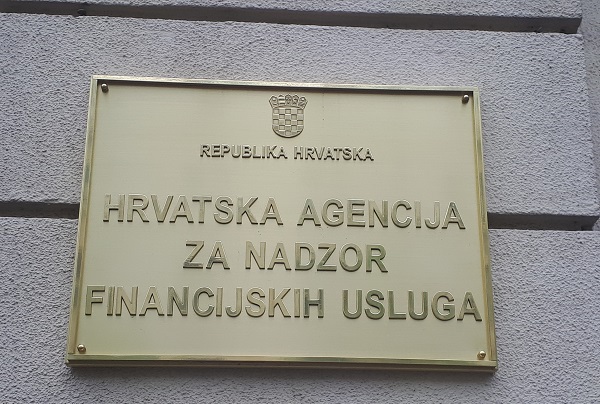 REPUBLIKA HRVATSKA
HRVATSKA AGENCIJA
ZA NADZOR
FINANCIJSKIH USLUGA